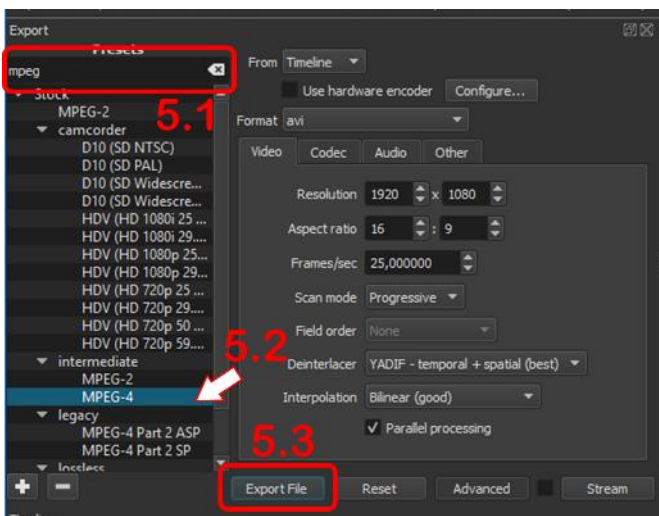 Export
Presets
mpeg
5.1
Stock
MPEG-2
camcorder
D10 (SD NTSC)
D10 (SD PAL)
D10 (SD Widescre...
D10 (SD Widescre...
HDV (HD 1080i 25 ...
HDV (HD 1080i 29....
HDV (HD 1080p 25...
HDV (HD 1080p 29...
HDV (HD 720p 25 ...
HDV (HD 720p 29....
HDV (HD 720p 50 ...
HDV (HD 720p 59....
intermediate
5.2
MPEG-2
MPEG-4
legacy
MPEG-4 Part 2 ASP
MPEG-4 Part 2 SP
lossless
From Timeline
Use hardware encoder Configure...
Format avi
Video Codec Audio Other
Resolution 1920 x 1080
Aspect ratio 16 : 9
Frames/sec 25,000000
Scan mode Progressive
Field order None
Deinterlacer YADIF - temporal + spatial (best)
Interpolation Bilinear (good)
Parallel processing
5.3
Export File Reset Advanced Stream